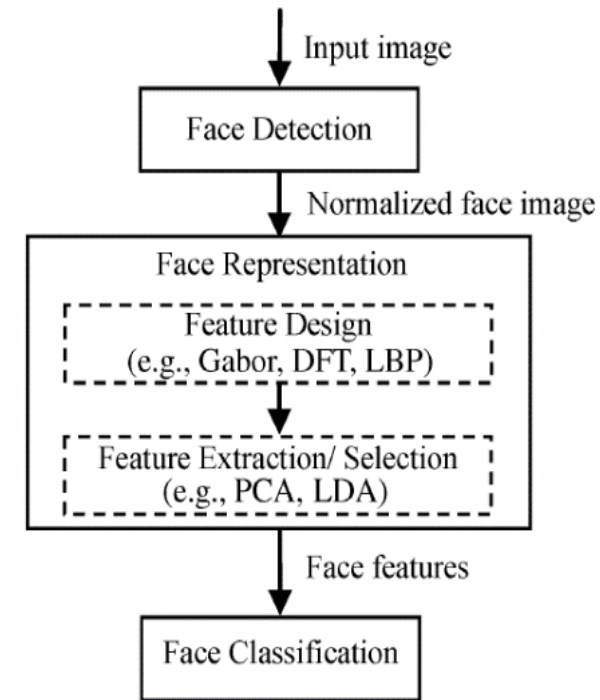 Input image
Face Detection
Normalized face image
Face Representation
Feature Design
(e.g., Gabor, DFT, LBP)
Feature Extraction/ Selection
(e.g., PCA, LDA)
Face features
Face Classification